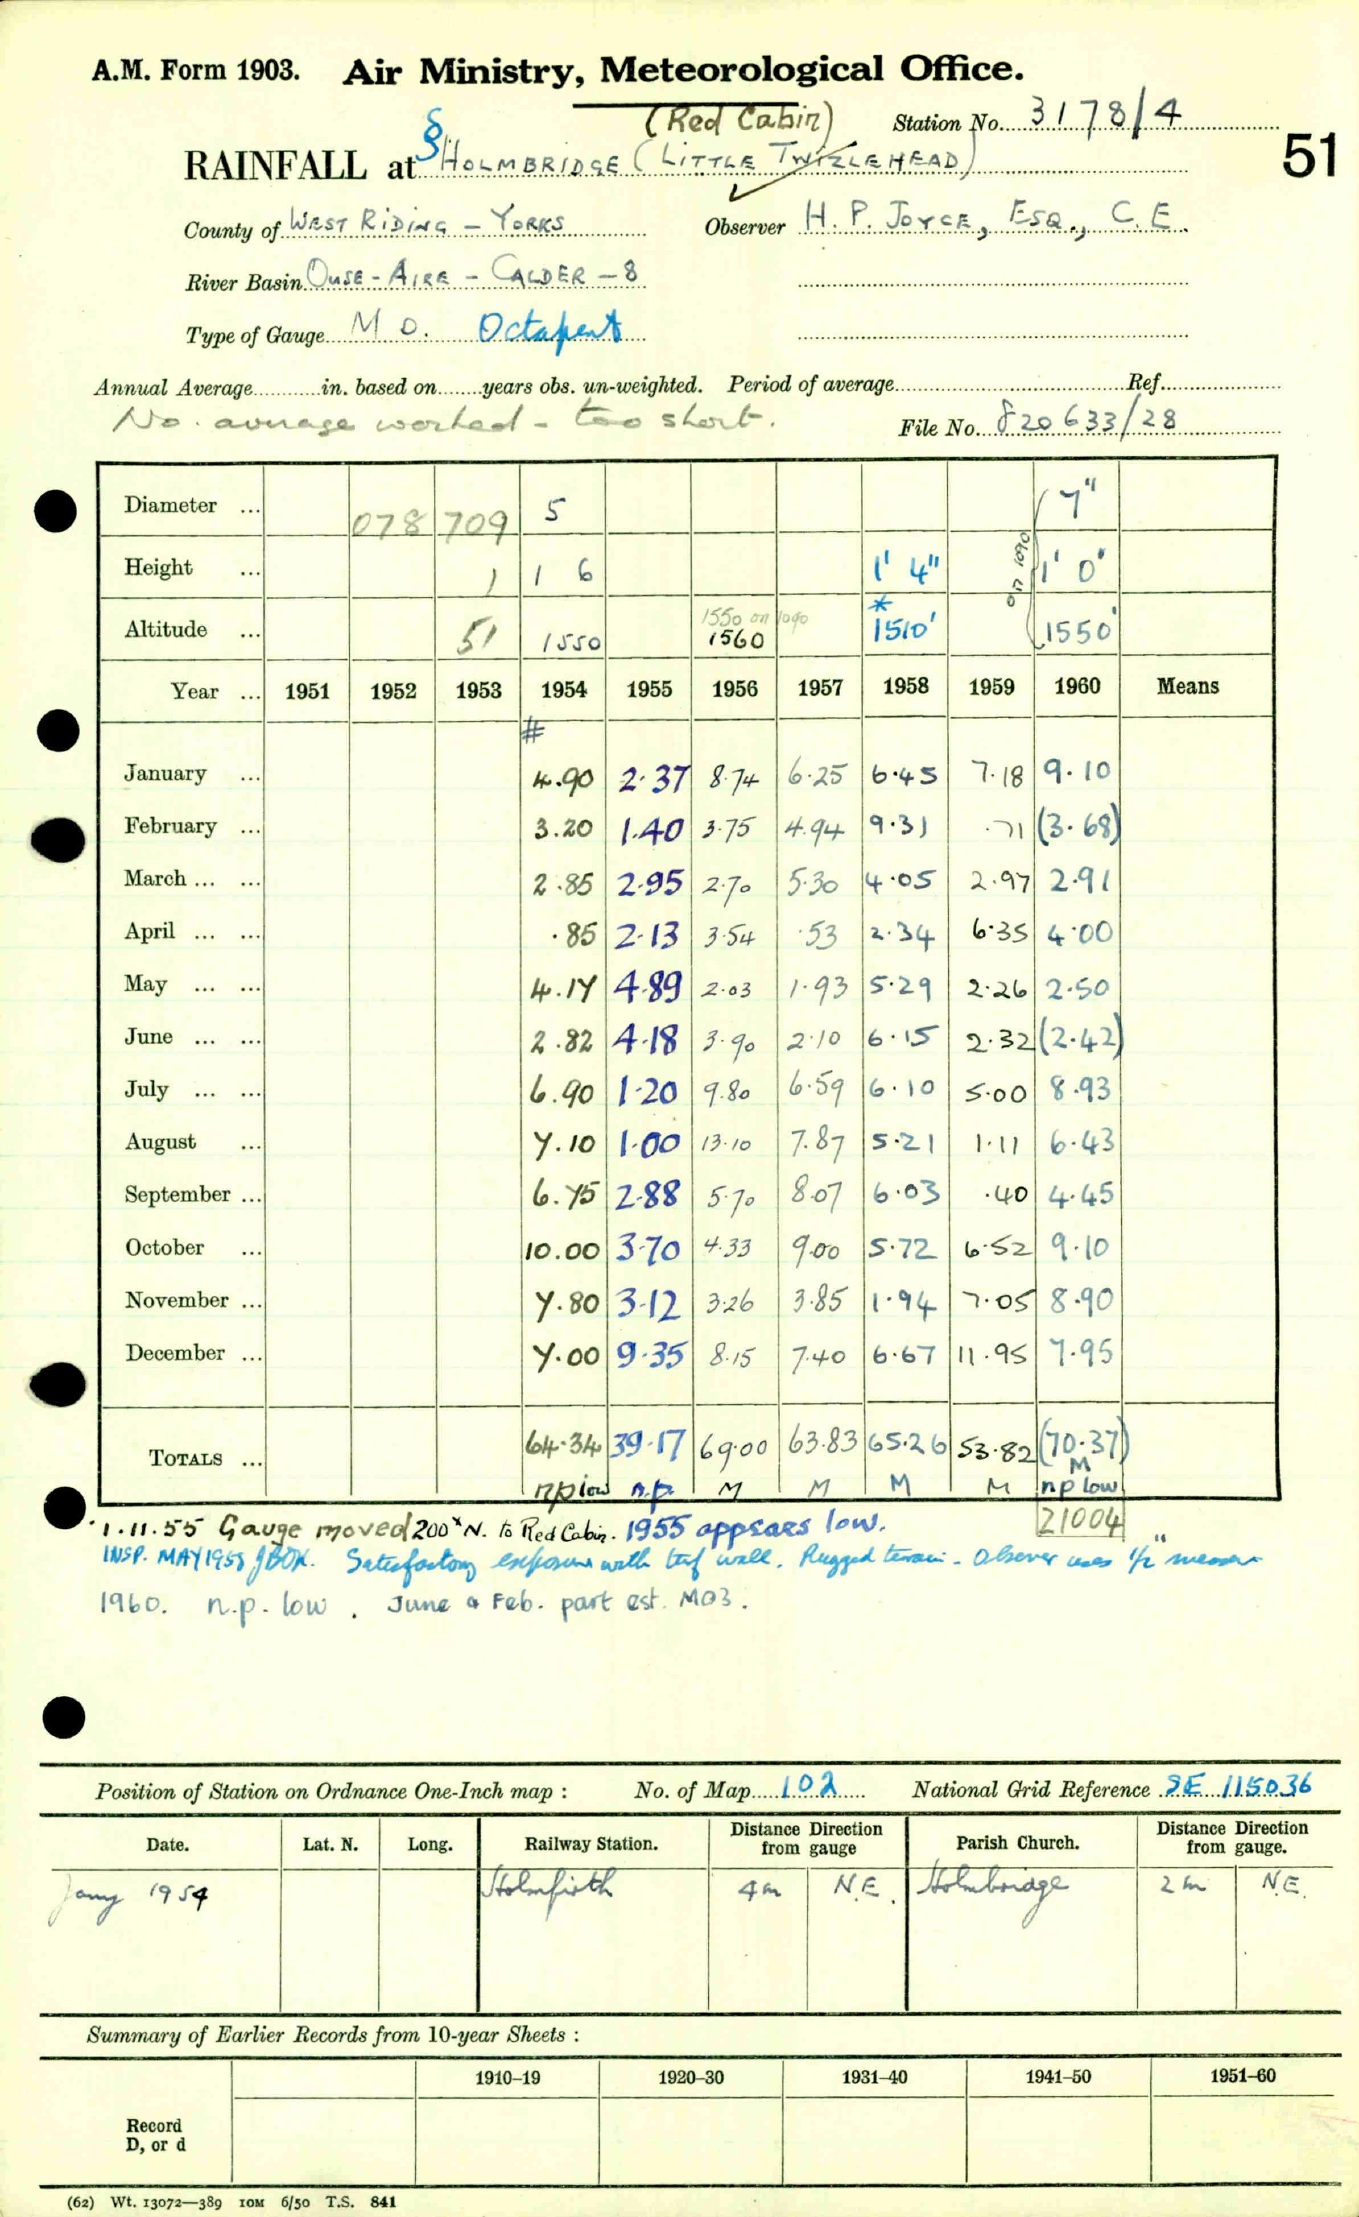 A.M. Form 1903. Air Ministry, Meteorological Office.
(Red Cabin) Station No. 3178/4
RAINFALL at § HOLMBRIDGE (LITTLE TWIZLEHEAD) 51
County of WEST RIDING - YORKS Observer H. P. JOYCE, ESQ., C.E.
River Basin OUSE - AIRE - CALDER - 8
Type of Gauge M O. Octapent
Annual Average in. based on years obs. un-weighted. Period of average Ref.
No average worked - too short. File No. 820633/28
Diameter ... 078 709 5 7"
Height ... 1 1 6 1' 4" on 1090 1' 0"
1550 on 1090 *
Altitude ... 51 1550 1560 1510' 1550'
Year ... 1951 1952 1953 1954 1955 1956 1957 1958 1959 1960 Means
#
January ... 4.90 2.37 8.74 6.25 6.45 7.18 9.10
February ... 3.20 1.40 3.75 4.94 9.31 .71 (3.68)
March ... ... 2.85 2.95 2.70 5.30 4.05 2.97 2.91
April ... ... .85 2.13 3.54 .53 2.34 6.35 4.00
May ... ... 4.17 4.89 2.03 1.93 5.29 2.26 2.50
June ... ... 2.82 4.18 3.90 2.10 6.15 2.32 (2.42)
July ... ... 6.90 1.20 9.80 6.59 6.10 5.00 8.93
August ... 7.10 1.00 13.10 7.87 5.21 1.11 6.43
September ... 6.75 2.88 5.70 8.07 6.03 .40 4.45
October ... 10.00 3.70 4.33 9.00 5.72 6.52 9.10
November ... 7.80 3.12 3.26 3.85 1.94 7.05 8.90
December ... 7.00 9.35 8.15 7.40 6.67 11.95 7.95
TOTALS ... 64.34 39.17 69.00 63.83 65.26 53.82 (70.37)
M
np low n.p. M M M M np low
21004
1.11.55 Gauge moved 200x N. to Red Cabin. 1955 appears low.
INSP. MAY 1958 JBOX. Satisfactory exposure with turf wall. Rugged terrain - Observer uses ½" measure
1960. n.p. low. June & Feb. part est. MO3.
Position of Station on Ordnance One-Inch map : No. of Map 102 National Grid Reference SE 115036
Date. Lat. N. Long. Railway Station. Distance Direction from gauge Parish Church. Distance Direction from gauge.
Jany 1954 Holmfirth 4m N.E. Holmbridge 2m N.E.
Summary of Earlier Records from 10-year Sheets :
1910–19 1920–30 1931–40 1941–50 1951–60
Record
D, or d
(62) Wt. 13072—389 10M 6/50 T.S. 841